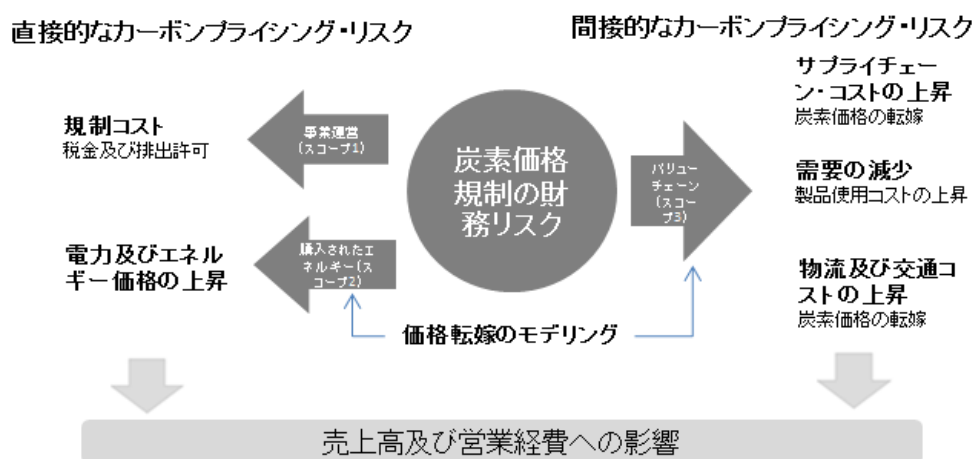 直接的なカーボンプライシング・リスク
間接的なカーボンプライシング・リスク
規制コスト
税金及び排出許可
事業運営
(スコープ1)
電力及びエネル
ギー価格の上昇
購入されたエ
ネルギー(ス
コープ2)
炭素価格
規制の財
務リスク
バリュー
チェーン
(スコー
プ3)
サプライチェー
ン・コストの上昇
炭素価格の転嫁
需要の減少
製品使用コストの上昇
物流及び交通コ
ストの上昇
炭素価格の転嫁
価格転嫁のモデリング
売上高及び営業経費への影響